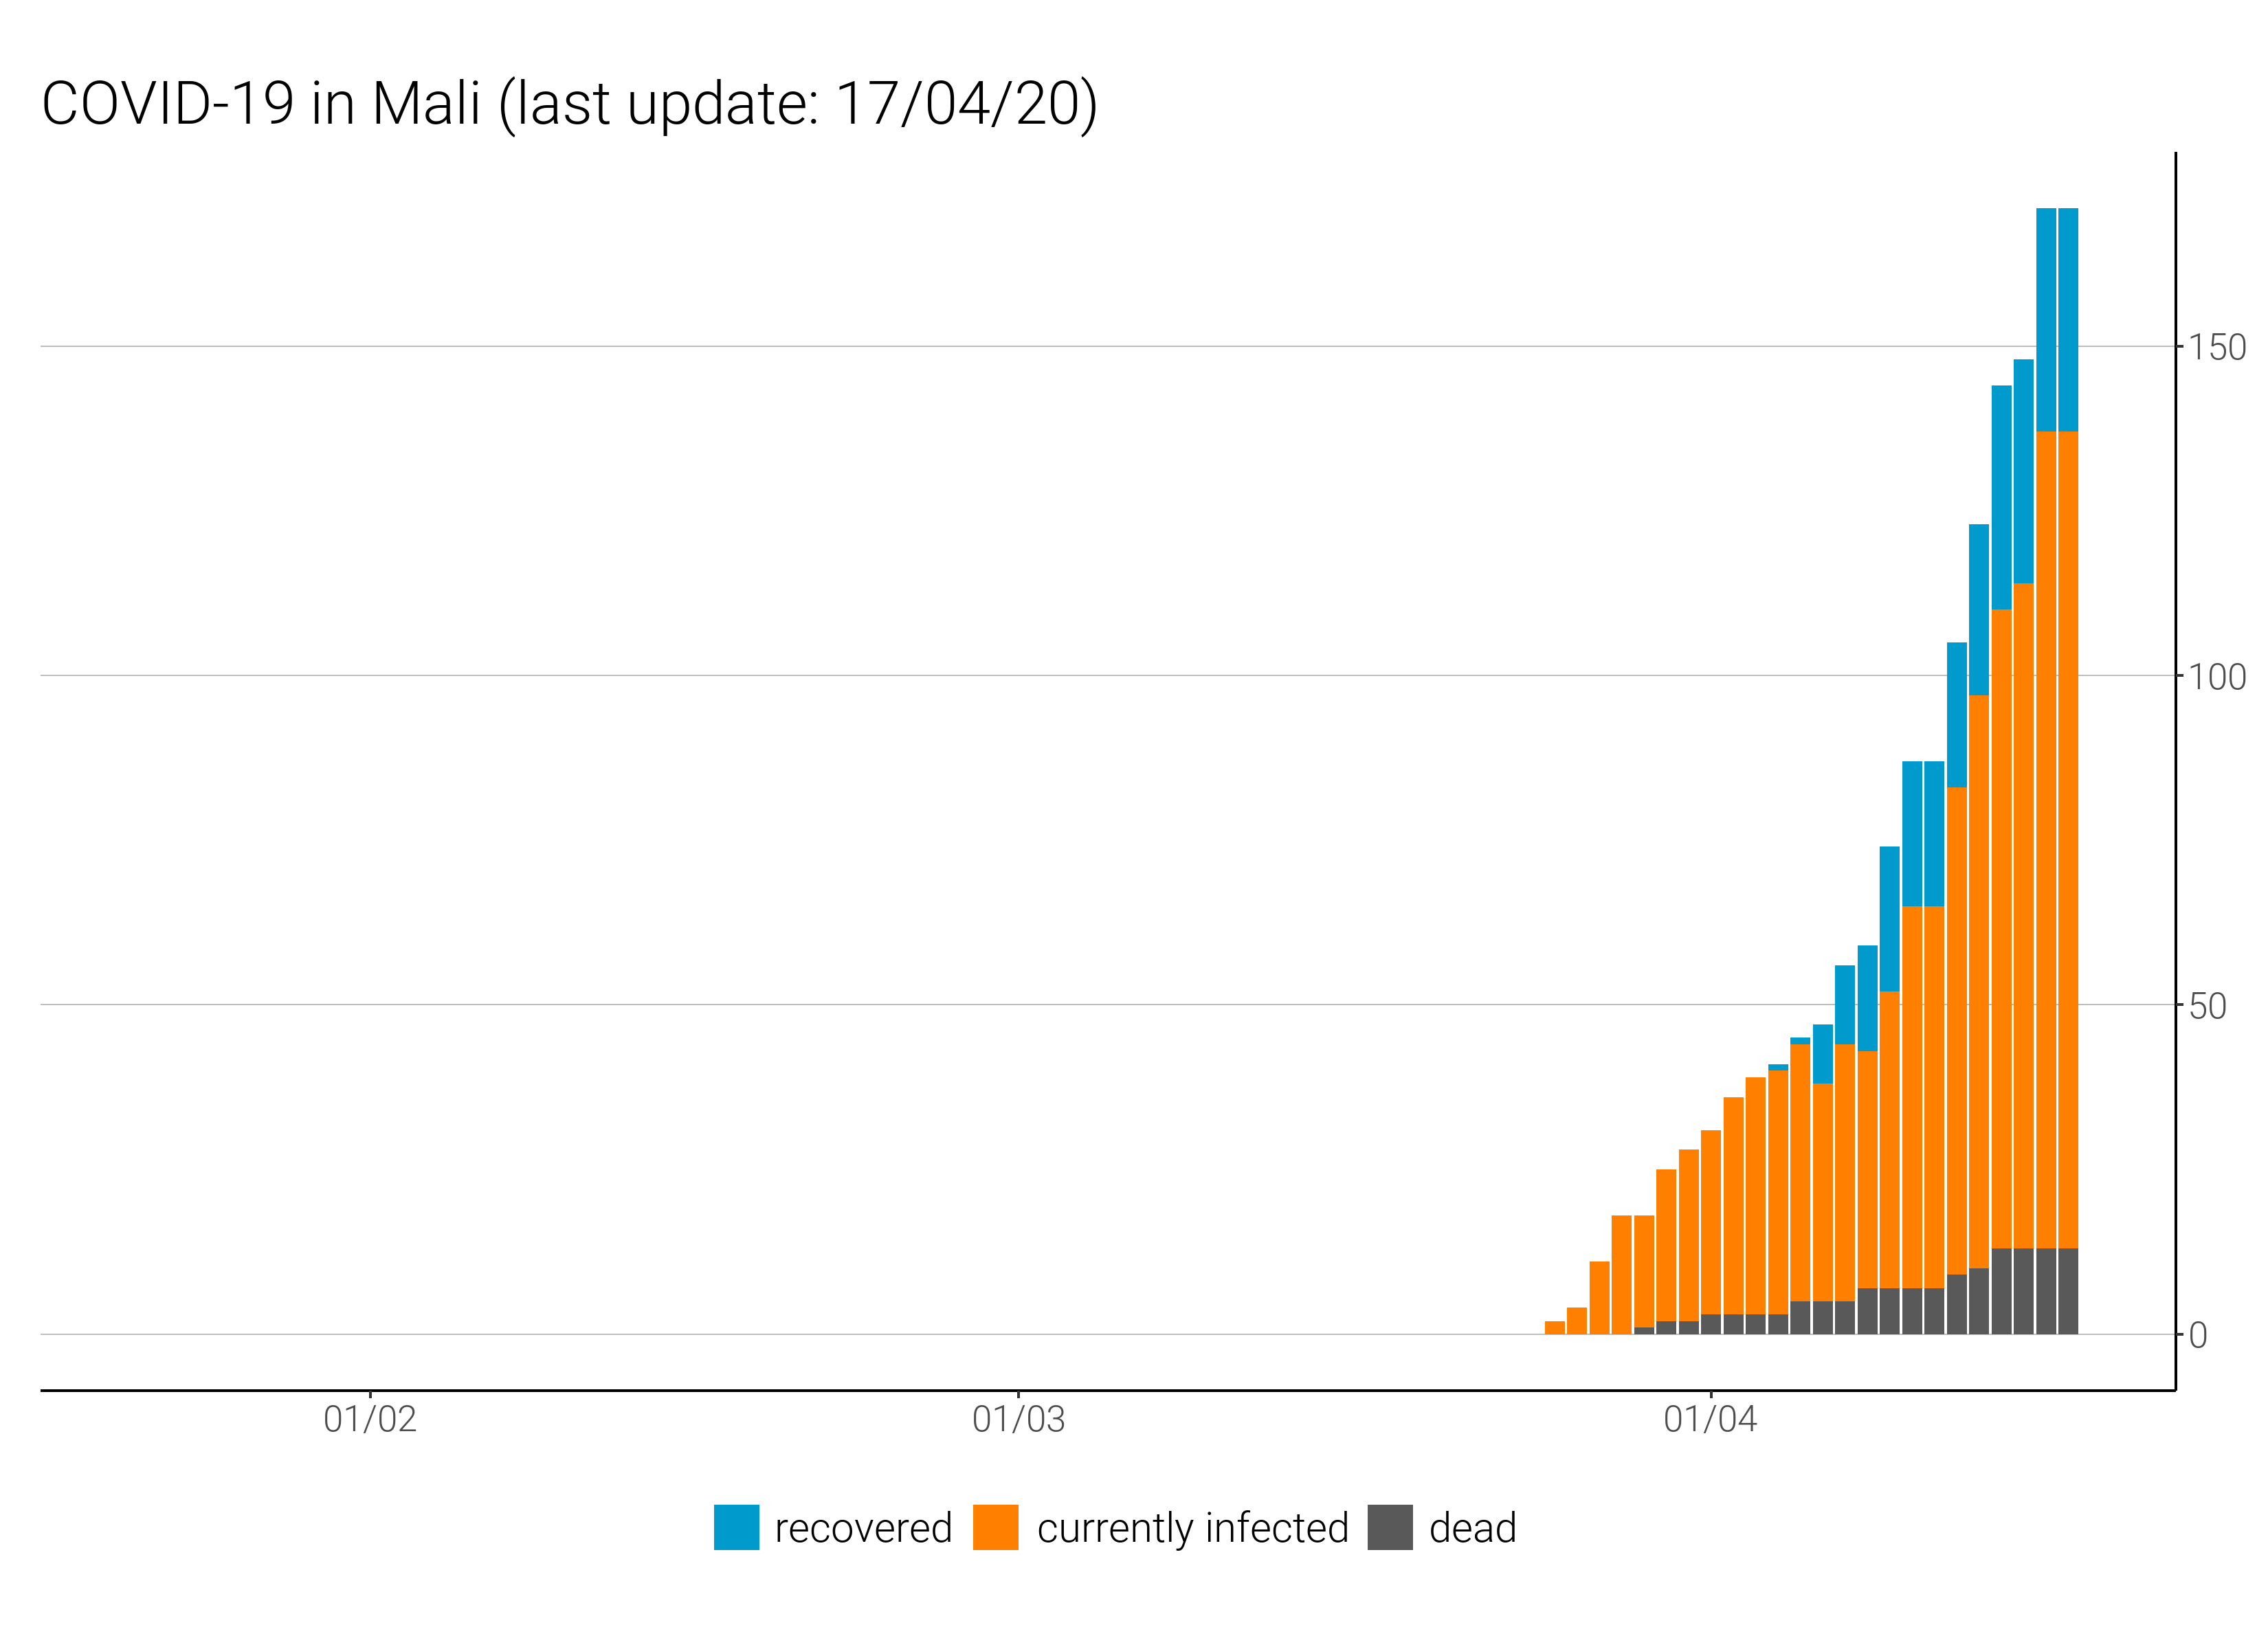 COVID-19 in Mali (last update: 17/04/20)
150
100
50
0
01/02 01/03 01/04
recovered currently infected dead